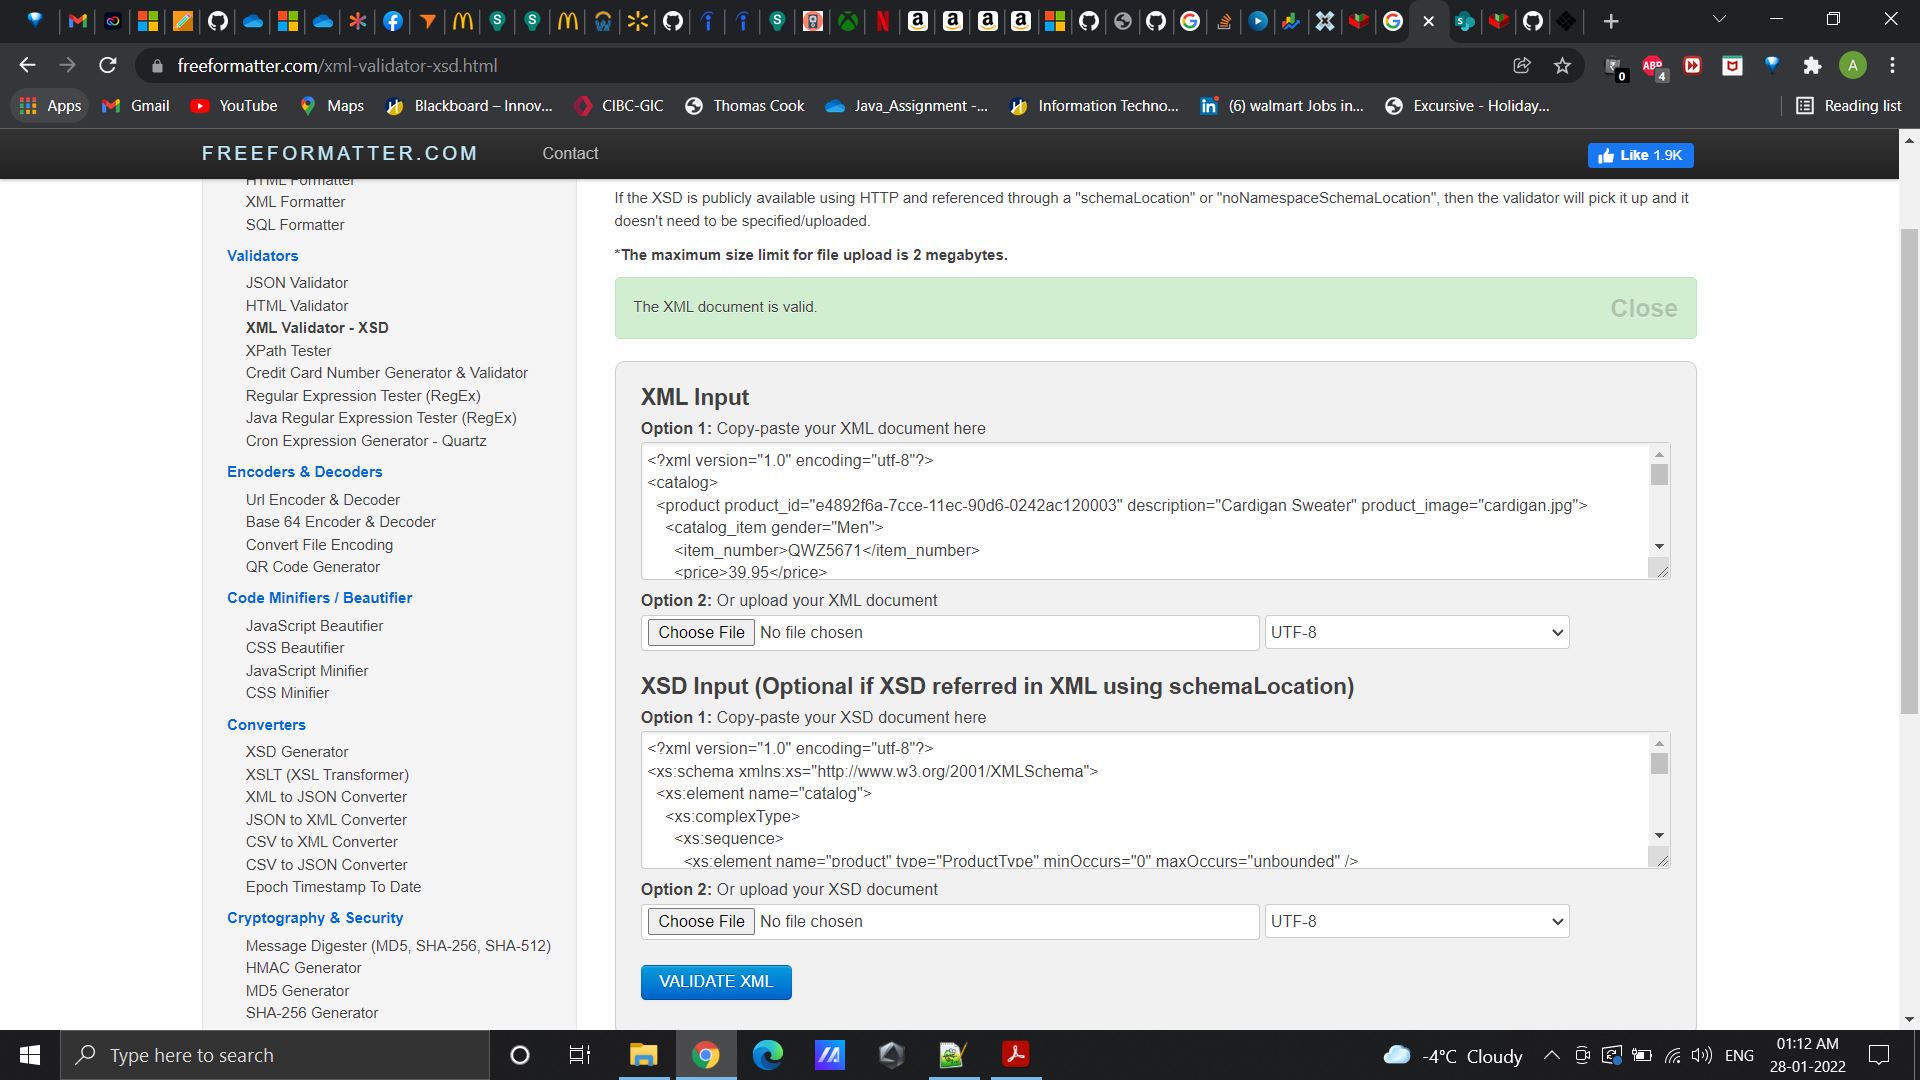 freeformatter.com/xml-validator-xsd.html
0
ABP
4
A
Apps
Gmail
YouTube
Maps
Blackboard – Innov...
CIBC-GIC
Thomas Cook
Java_Assignment -...
Information Techno...
(6) walmart Jobs in...
Excursive - Holiday...
Reading list
FREEFORMATTER.COM
Contact
Like 1.9K
HTML Formatter
XML Formatter
SQL Formatter
Validators
JSON Validator
HTML Validator
XML Validator - XSD
XPath Tester
Credit Card Number Generator & Validator
Regular Expression Tester (RegEx)
Java Regular Expression Tester (RegEx)
Cron Expression Generator - Quartz
Encoders & Decoders
Url Encoder & Decoder
Base 64 Encoder & Decoder
Convert File Encoding
QR Code Generator
Code Minifiers / Beautifier
JavaScript Beautifier
CSS Beautifier
JavaScript Minifier
CSS Minifier
Converters
XSD Generator
XSLT (XSL Transformer)
XML to JSON Converter
JSON to XML Converter
CSV to XML Converter
CSV to JSON Converter
Epoch Timestamp To Date
Cryptography & Security
Message Digester (MD5, SHA-256, SHA-512)
HMAC Generator
MD5 Generator
SHA-256 Generator
If the XSD is publicly available using HTTP and referenced through a "schemaLocation" or "noNamespaceSchemaLocation", then the validator will pick it up and it
doesn't need to be specified/uploaded.
*The maximum size limit for file upload is 2 megabytes.
The XML document is valid.
Close
XML Input
Option 1: Copy-paste your XML document here
<?xml version="1.0" encoding="utf-8"?>
<catalog>
<product product_id="e4892f6a-7cce-11ec-90d6-0242ac120003" description="Cardigan Sweater" product_image="cardigan.jpg">
<catalog_item gender="Men">
<item_number>QWZ5671</item_number>
<price>39.95</price>
Option 2: Or upload your XML document
Choose File No file chosen
UTF-8
XSD Input (Optional if XSD referred in XML using schemaLocation)
Option 1: Copy-paste your XSD document here
<?xml version="1.0" encoding="utf-8"?>
<xs:schema xmlns:xs="http://www.w3.org/2001/XMLSchema">
<xs:element name="catalog">
<xs:complexType>
<xs:sequence>
<xs:element name="product" type="ProductType" minOccurs="0" maxOccurs="unbounded" />
Option 2: Or upload your XSD document
Choose File No file chosen
UTF-8
VALIDATE XML
Type here to search
-4°C Cloudy
ENG
01:12 AM
28-01-2022